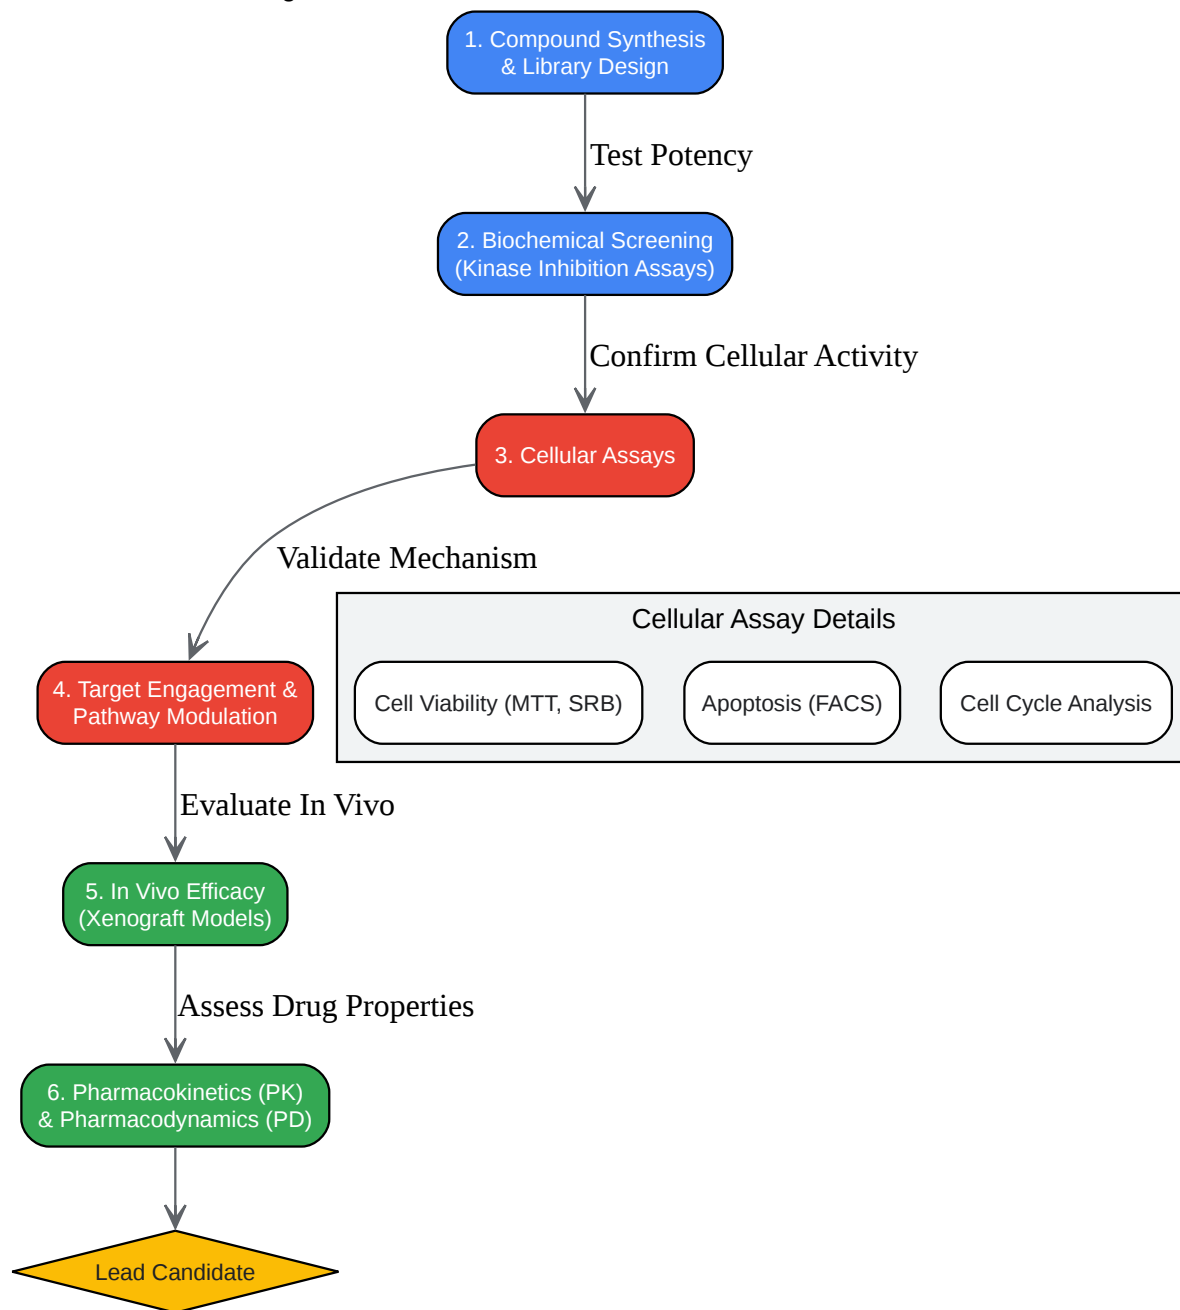 1. Compound Synthesis
& Library Design
Test Potency
2. Biochemical Screening
(Kinase Inhibition Assays)
Confirm Cellular Activity
3. Cellular Assays
Validate Mechanism
Cellular Assay Details
4. Target Engagement &
Pathway Modulation
Cell Viability (MTT, SRB)
Apoptosis (FACS)
Cell Cycle Analysis
Evaluate In Vivo
5. In Vivo Efficacy
(Xenograft Models)
Assess Drug Properties
6. Pharmacokinetics (PK)
& Pharmacodynamics (PD)
Lead Candidate